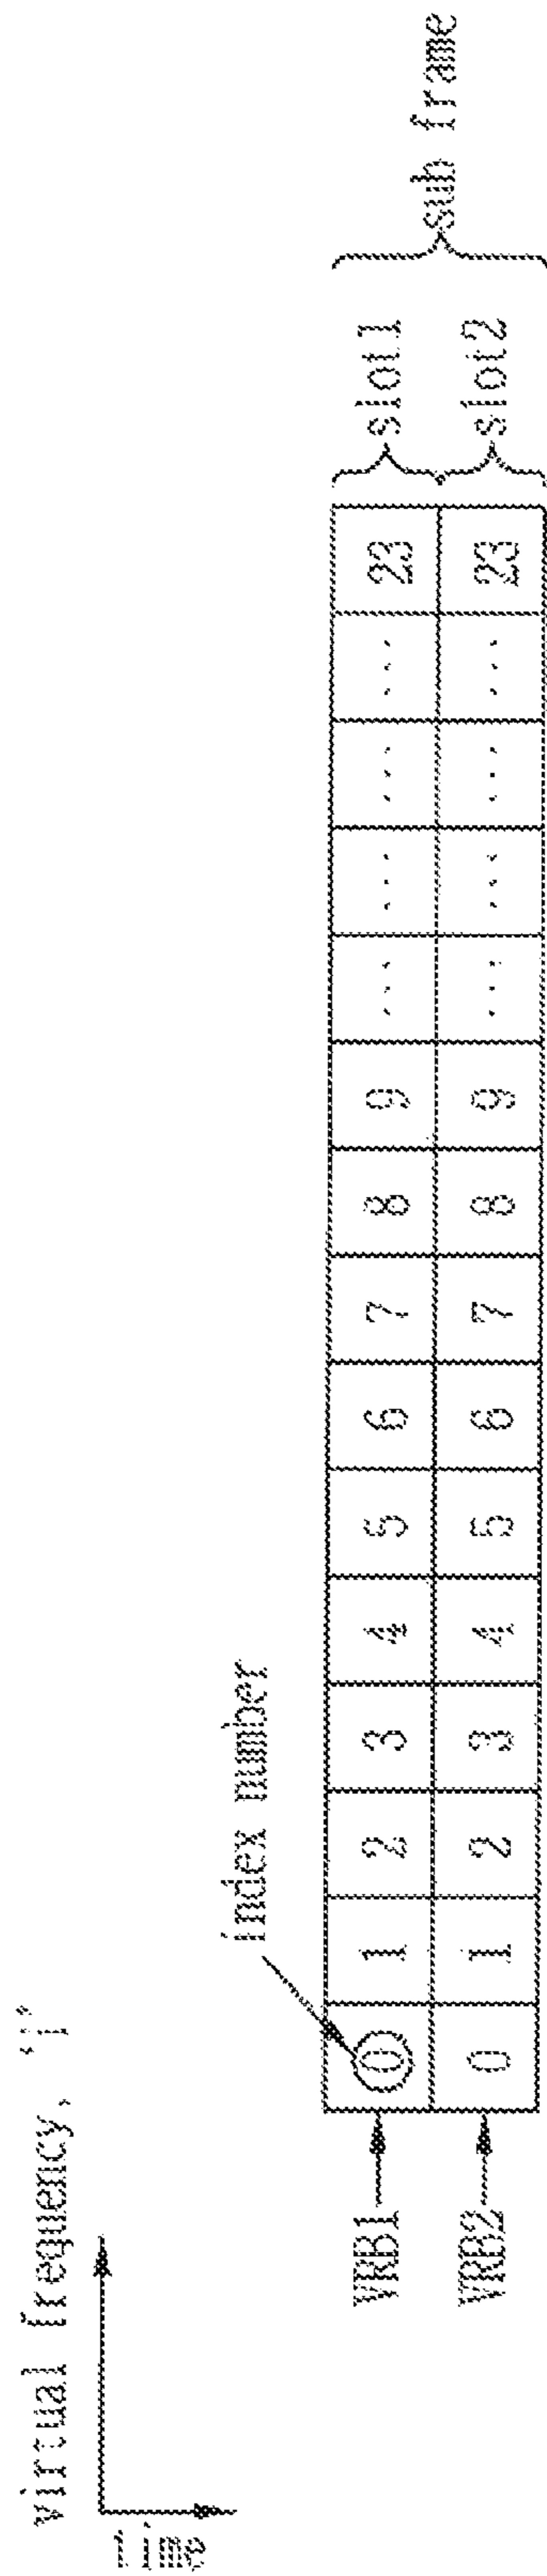 virtual frequency, "f"
time
index number
VRB1
0 1 2 3 4 5 6 7 8 9 ... ... ... ... 23
slot1
VRB2
0 1 2 3 4 5 6 7 8 9 ... ... ... ... 23
slot2
sub frame